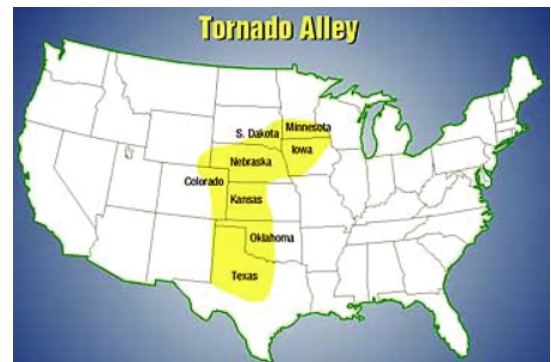 Tornado Alley
S. Dakota
Minnesota
Iowa
Nebraska
Colorado
Kansas
Oklahoma
Texas